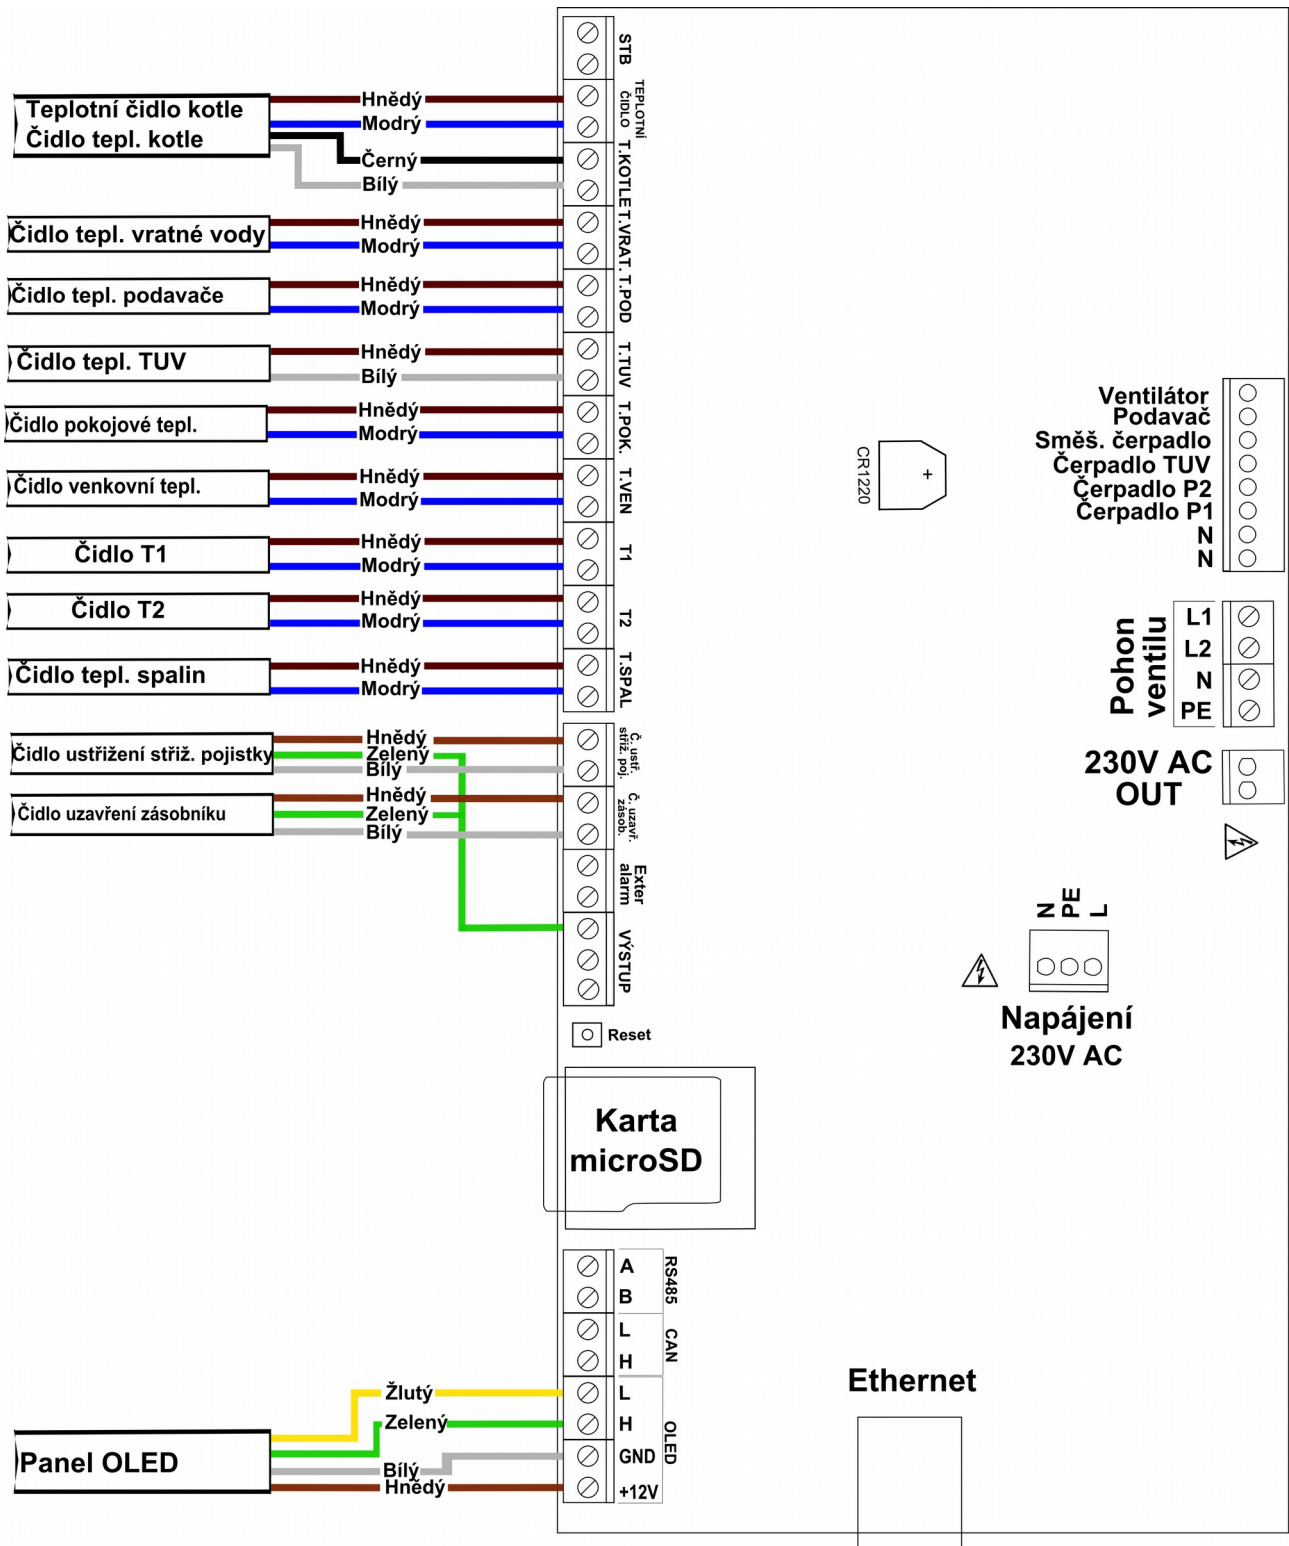 STB
Teplotní čidlo kotle
Čidlo tepl. kotle
Hnědý
Modrý
Černý
Bílý
TEPLOTNÍ
ČIDLO
T.KOTLE
Čidlo tepl. vratné vody
Hnědý
Modrý
T.VRAT.
Čidlo tepl. podavače
Hnědý
Modrý
T.POD
Čidlo tepl. TUV
Hnědý
Bílý
T.TUV
Čidlo pokojové tepl.
Hnědý
Modrý
T.POK.
Čidlo venkovní tepl.
Hnědý
Modrý
T.VEN
Čidlo T1
Hnědý
Modrý
T1
Čidlo T2
Hnědý
Modrý
T2
Čidlo tepl. spalin
Hnědý
Modrý
T.SPAL
Čidlo ustřižení střiž. pojistky
Hnědý
Zelený
Bílý
Č. ustř.
střiž. poj.
Čidlo uzavření zásobníku
Hnědý
Zelený
Bílý
Č. uzavř.
zásob.
Exter
alarm
VÝSTUP
Reset
Karta
microSD
A
B
RS485
L
H
CAN
Panel OLED
Žlutý
Zelený
Bílý
Hnědý
L
H
GND
+12V
OLED
CR1220
+
Ventilátor
Podavač
Směš. čerpadlo
Čerpadlo TUV
Čerpadlo P2
Čerpadlo P1
N
N
Pohon
ventilu
L1
L2
N
PE
230V AC
OUT
N
PE
L
Napájení
230V AC
Ethernet